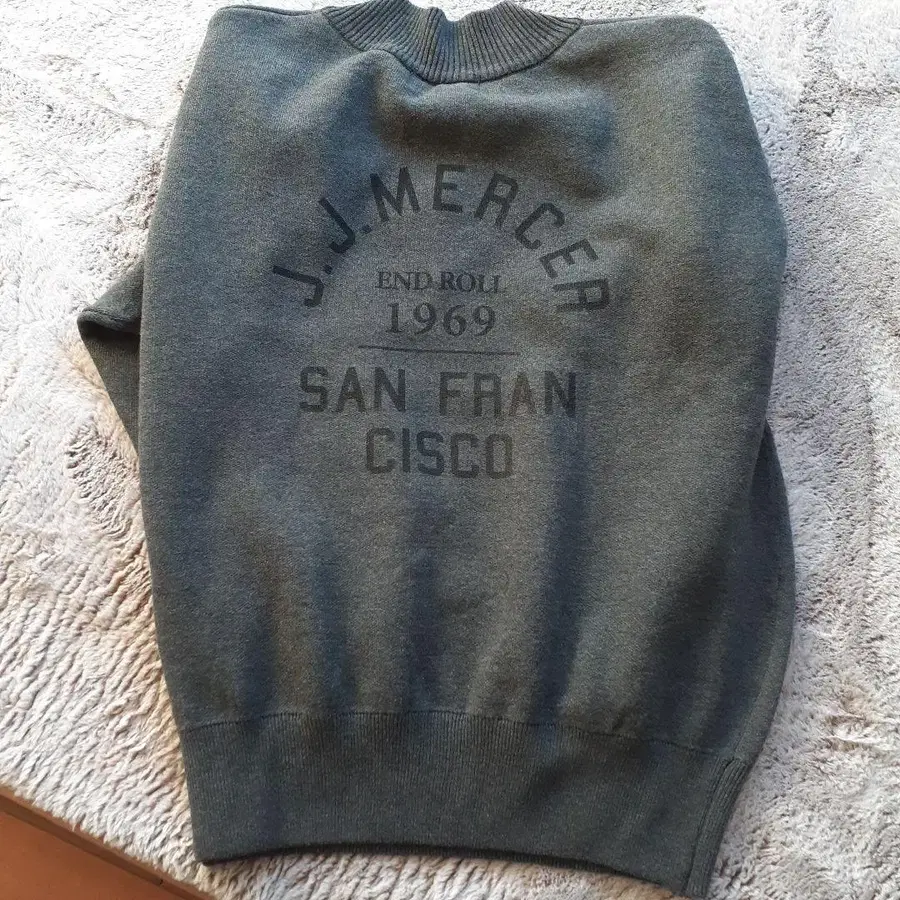 J.J.MERCER
END ROLL
1969
SAN FRAN
CISCO